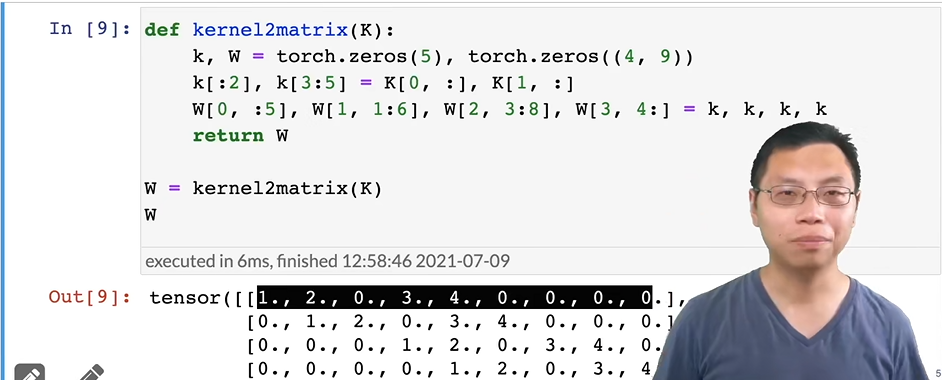 In [9]: def kernel2matrix(K):
k, W = torch.zeros(5), torch.zeros((4, 9))
k[:2], k[3:5] = K[0, :], K[1, :]
W[0, :5], W[1, 1:6], W[2, 3:8], W[3, 4:] = k, k, k, k
return W
W = kernel2matrix(K)
W
executed in 6ms, finished 12:58:46 2021-07-09
Out[9]: tensor([[1., 2., 0., 3., 4., 0., 0., 0., 0.],
[0., 1., 2., 0., 3., 4., 0., 0., 0.]
[0., 0., 0., 1., 2., 0., 3., 4., 0.
[0., 0., 0., 0., 1., 2., 0., 3., 4
5